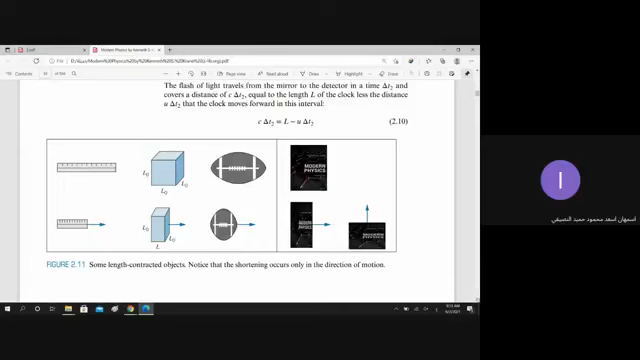 The flash of light travels from the mirror to the detector in a time Δt₂ and
covers a distance of c Δt₂, equal to the length L of the clock less the distance
u Δt₂ that the clock moves forward in this interval:
c Δt₂ = L − u Δt₂ (2.10)
L₀
L₀
L₀
MODERN
PHYSICS
L₀
L₀
L
FIGURE 2.11 Some length-contracted objects. Notice that the shortening occurs only in the direction of motion.
I
اسمهان اسعد محمود حميد النصيفي
Page view
Read aloud
Draw
Highlight
Erase